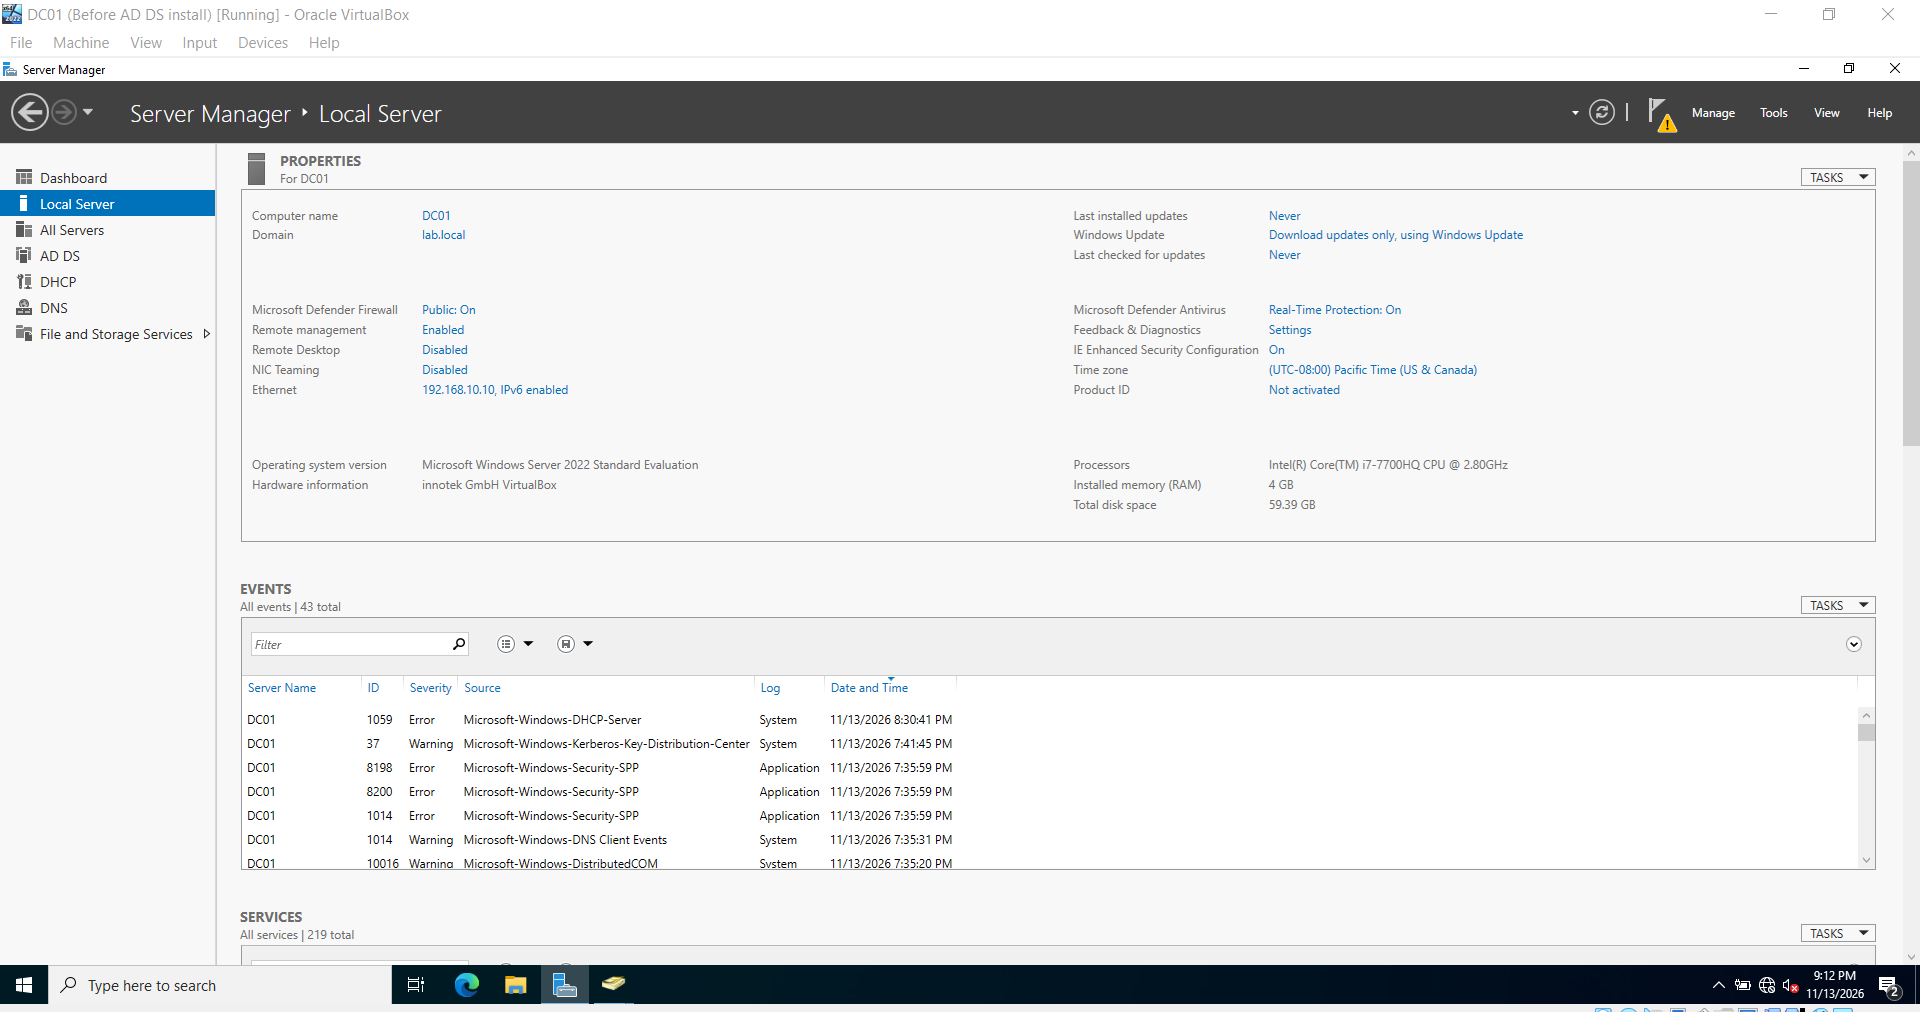 DC01 (Before AD DS install) [Running] - Oracle VirtualBox
File Machine View Input Devices Help
Server Manager
Server Manager Local Server
Manage Tools View Help
Dashboard
Local Server
All Servers
AD DS
DHCP
DNS
File and Storage Services
PROPERTIES
For DC01
TASKS
Computer name DC01
Domain lab.local
Last installed updates Never
Windows Update Download updates only, using Windows Update
Last checked for updates Never
Microsoft Defender Firewall Public: On
Remote management Enabled
Remote Desktop Disabled
NIC Teaming Disabled
Ethernet 192.168.10.10, IPv6 enabled
Microsoft Defender Antivirus Real-Time Protection: On
Feedback & Diagnostics Settings
IE Enhanced Security Configuration On
Time zone (UTC-08:00) Pacific Time (US & Canada)
Product ID Not activated
Operating system version Microsoft Windows Server 2022 Standard Evaluation
Hardware information innotek GmbH VirtualBox
Processors Intel(R) Core(TM) i7-7700HQ CPU @ 2.80GHz
Installed memory (RAM) 4 GB
Total disk space 59.39 GB
EVENTS
All events | 43 total
TASKS
Filter
Server Name ID Severity Source Log Date and Time
DC01 1059 Error Microsoft-Windows-DHCP-Server System 11/13/2026 8:30:41 PM
DC01 37 Warning Microsoft-Windows-Kerberos-Key-Distribution-Center System 11/13/2026 7:41:45 PM
DC01 8198 Error Microsoft-Windows-Security-SPP Application 11/13/2026 7:35:59 PM
DC01 8200 Error Microsoft-Windows-Security-SPP Application 11/13/2026 7:35:59 PM
DC01 1014 Error Microsoft-Windows-Security-SPP Application 11/13/2026 7:35:59 PM
DC01 1014 Warning Microsoft-Windows-DNS Client Events System 11/13/2026 7:35:31 PM
DC01 10016 Warning Microsoft-Windows-DistributedCOM System 11/13/2026 7:35:20 PM
SERVICES
All services | 219 total
TASKS
Type here to search
9:12 PM
11/13/2026
2